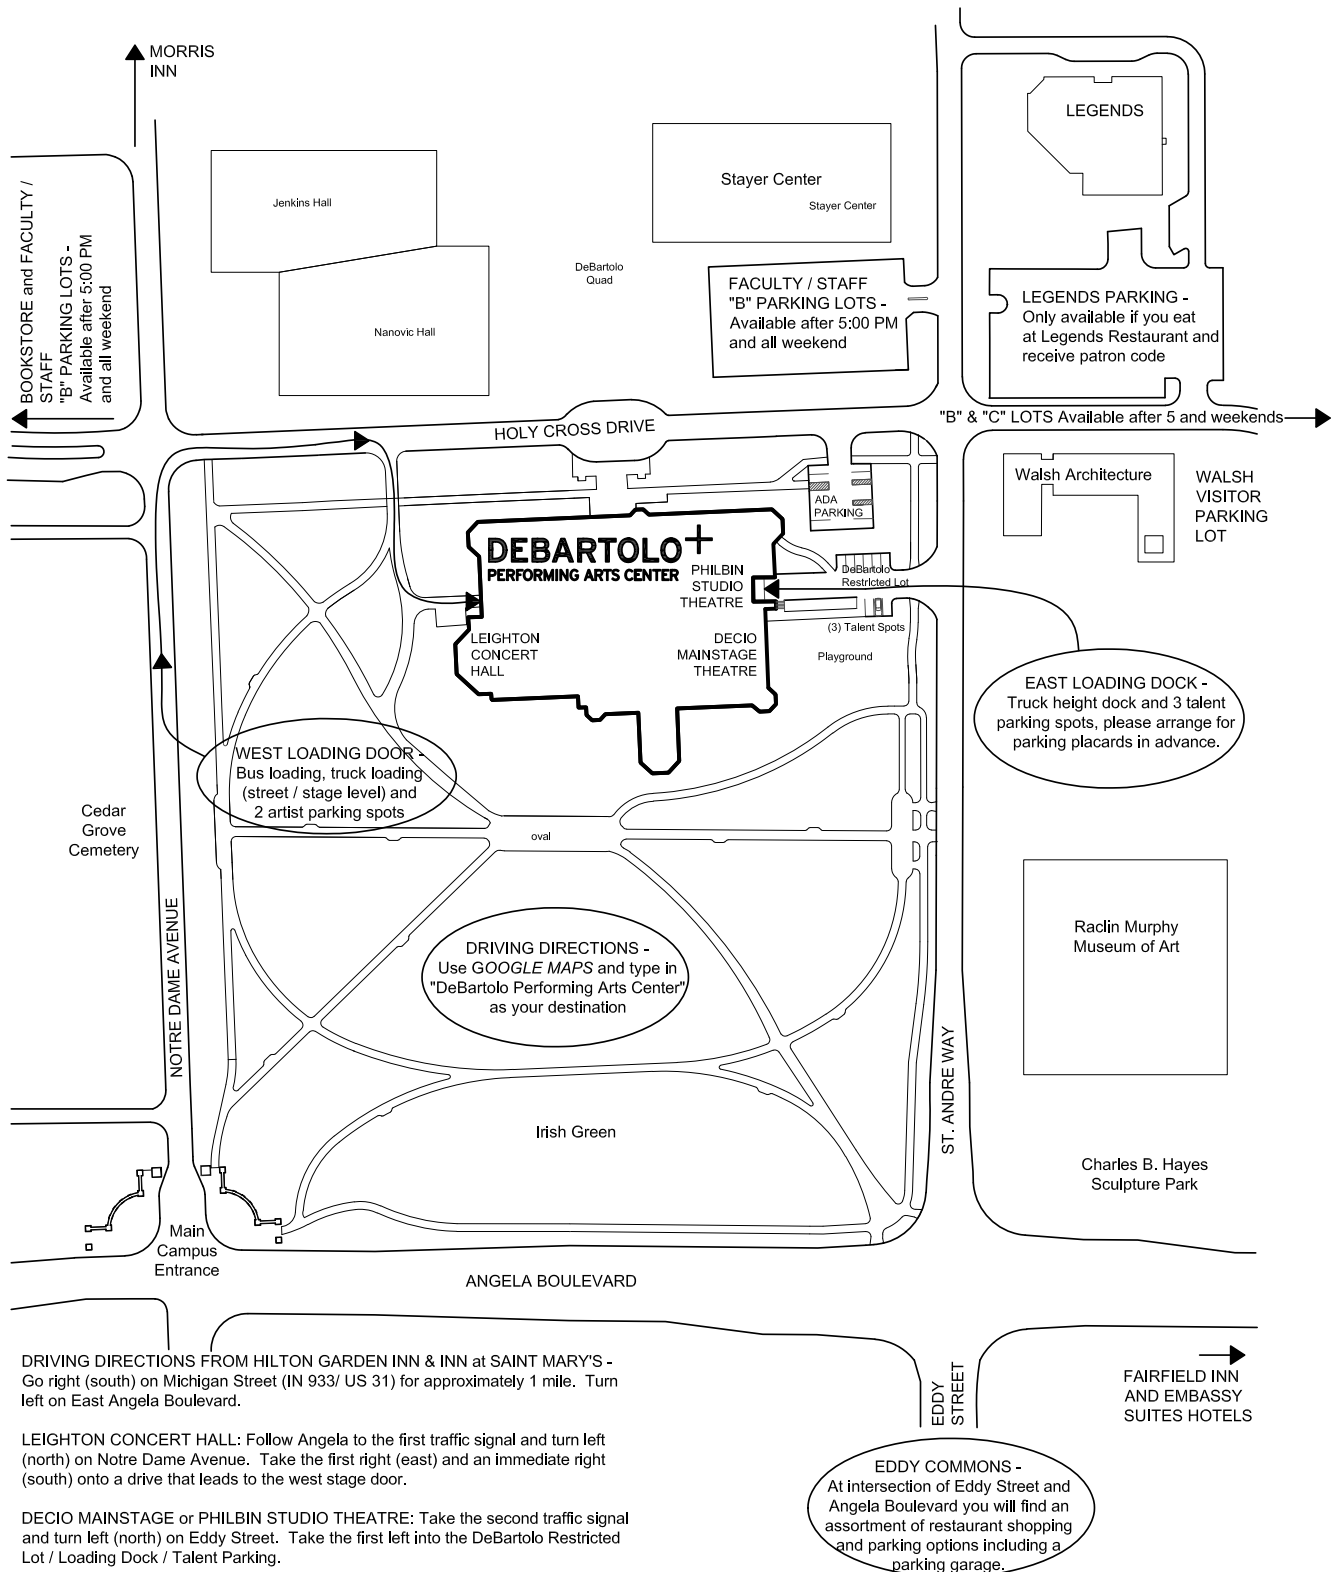 MORRIS
INN
LEGENDS
BOOKSTORE and FACULTY /
STAFF
"B" PARKING LOTS -
Available after 5:00 PM
and all weekend
Jenkins Hall
Nanovic Hall
DeBartolo
Quad
Stayer Center
Stayer Center
FACULTY / STAFF
"B" PARKING LOTS -
Available after 5:00 PM
and all weekend
LEGENDS PARKING -
Only available if you eat
at Legends Restaurant and
receive patron code
"B" & "C" LOTS Available after 5 and weekends
HOLY CROSS DRIVE
ADA
PARKING
Walsh Architecture
WALSH
VISITOR
PARKING
LOT
DEBARTOLO+
PERFORMING ARTS CENTER
PHILBIN
STUDIO
THEATRE
DeBartolo
Restricted Lot
(3) Talent Spots
LEIGHTON
CONCERT
HALL
DECIO
MAINSTAGE
THEATRE
Playground
EAST LOADING DOCK -
Truck height dock and 3 talent
parking spots, please arrange for
parking placards in advance.
WEST LOADING DOOR -
Bus loading, truck loading
(street / stage level) and
2 artist parking spots
Cedar
Grove
Cemetery
oval
NOTRE DAME AVENUE
DRIVING DIRECTIONS -
Use GOOGLE MAPS and type in
"DeBartolo Performing Arts Center"
as your destination
Raclin Murphy
Museum of Art
ST. ANDRE WAY
Irish Green
Charles B. Hayes
Sculpture Park
Main
Campus
Entrance
ANGELA BOULEVARD
DRIVING DIRECTIONS FROM HILTON GARDEN INN & INN at SAINT MARY'S -
Go right (south) on Michigan Street (IN 933/ US 31) for approximately 1 mile. Turn
left on East Angela Boulevard.
LEIGHTON CONCERT HALL: Follow Angela to the first traffic signal and turn left
(north) on Notre Dame Avenue. Take the first right (east) and an immediate right
(south) onto a drive that leads to the west stage door.
DECIO MAINSTAGE or PHILBIN STUDIO THEATRE: Take the second traffic signal
and turn left (north) on Eddy Street. Take the first left into the DeBartolo Restricted
Lot / Loading Dock / Talent Parking.
EDDY
STREET
FAIRFIELD INN
AND EMBASSY
SUITES HOTELS
EDDY COMMONS -
At intersection of Eddy Street and
Angela Boulevard you will find an
assortment of restaurant shopping
and parking options including a
parking garage.